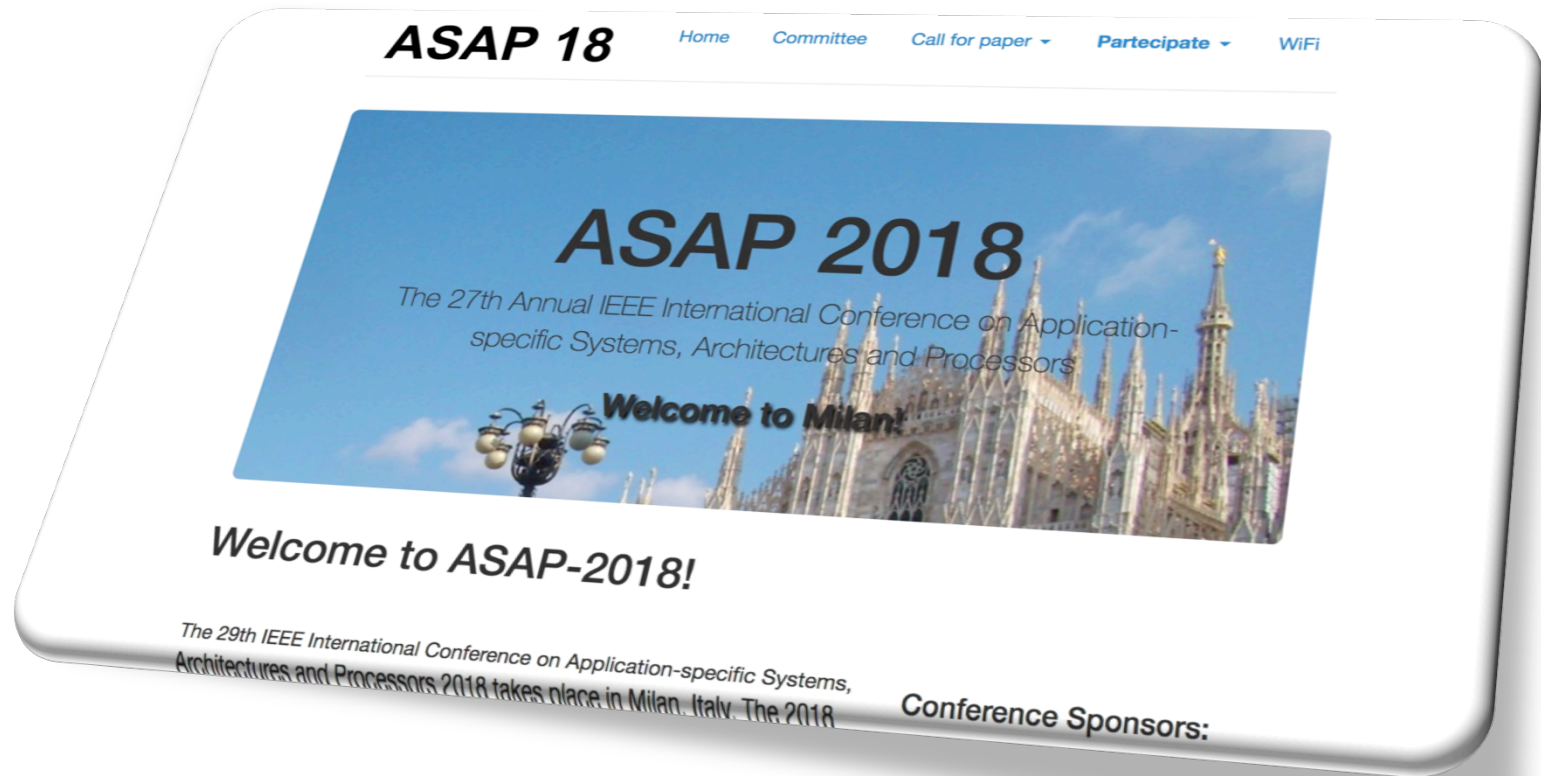 ASAP 18
Home Committee Call for paper Partecipate WiFi
ASAP 2018
The 27th Annual IEEE International Conference on Application-
specific Systems, Architectures and Processors
Welcome to Milan!
Welcome to ASAP-2018!
The 29th IEEE International Conference on Application-specific Systems,
Architectures and Processors 2018 takes place in Milan, Italy. The 2018
Conference Sponsors: